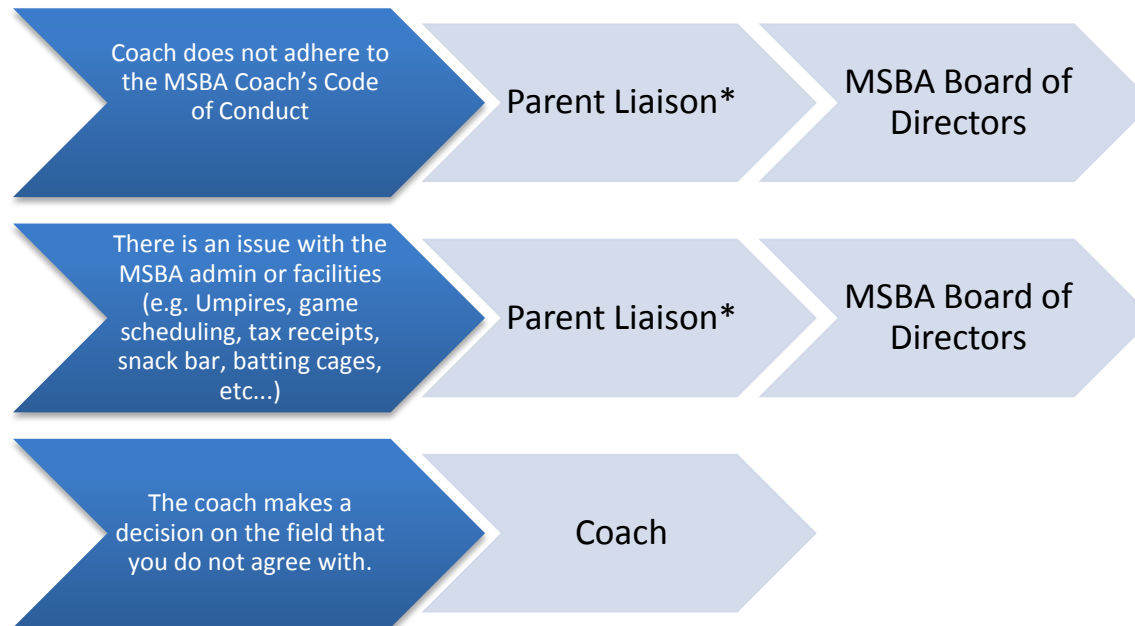 Coach does not adhere to
the MSBA Coach’s Code
of Conduct
Parent Liaison*
MSBA Board of
Directors
There is an issue with the
MSBA admin or facilities
(e.g. Umpires, game
scheduling, tax receipts,
snack bar, batting cages,
etc...)
Parent Liaison*
MSBA Board of
Directors
The coach makes a
decision on the field that
you do not agree with.
Coach